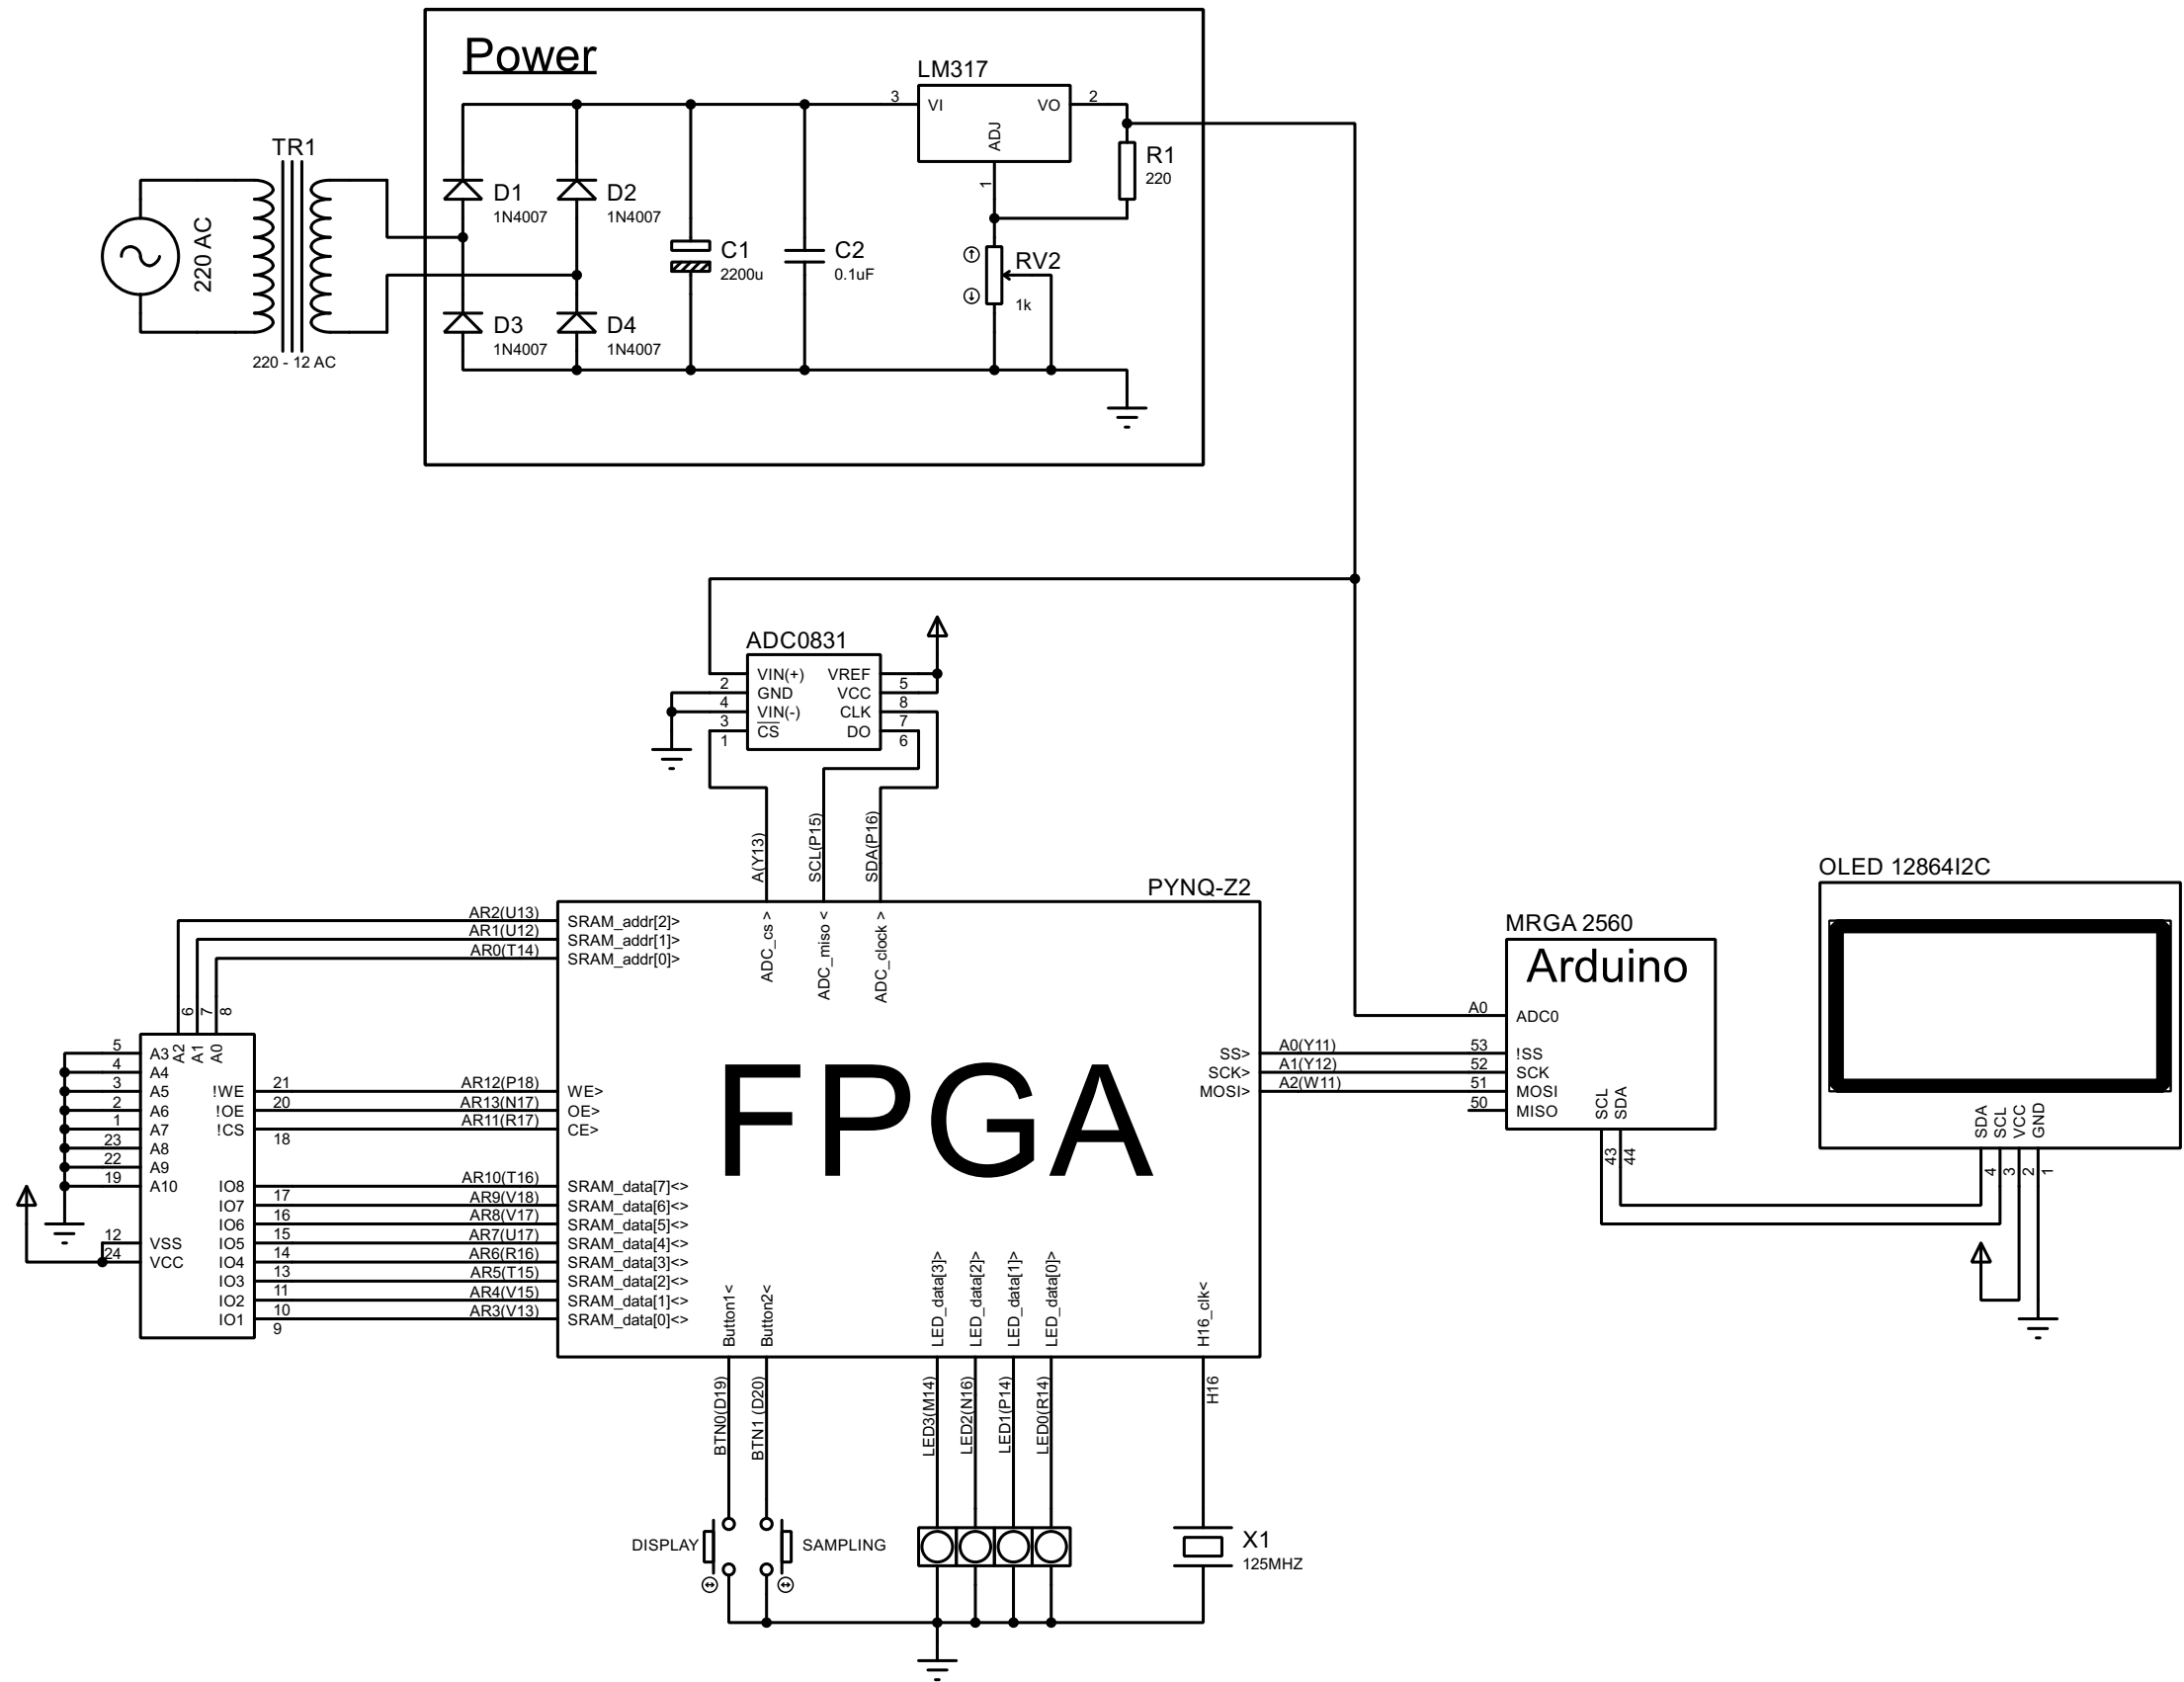 Power
LM317
3
VI
VO
2
ADJ
1
R1
220
TR1
220 AC
220 - 12 AC
D1
1N4007
D2
1N4007
D3
1N4007
D4
1N4007
C1
2200u
C2
0.1uF
RV2
1k
ADC0831
VIN(+)
VREF
2
GND
VCC
5
4
VIN(-)
CLK
8
3
CS
DO
7
1
6
A(Y13)
SCL(P15)
SDA(P16)
PYNQ-Z2
ADC_cs >
ADC_miso <
ADC_clock >
AR2(U13)
SRAM_addr[2]>
AR1(U12)
SRAM_addr[1]>
AR0(T14)
SRAM_addr[0]>
6
7
8
A2
A1
A0
5
A3
4
A4
3
A5
2
A6
1
A7
23
A8
22
A9
19
A10
12
VSS
24
VCC
!WE
21
AR12(P18)
WE>
!OE
20
AR13(N17)
OE>
!CS
18
AR11(R17)
CE>
IO8
17
AR10(T16)
SRAM_data[7]<>
IO7
16
AR9(V18)
SRAM_data[6]<>
IO6
15
AR8(V17)
SRAM_data[5]<>
IO5
14
AR7(U17)
SRAM_data[4]<>
IO4
13
AR6(R16)
SRAM_data[3]<>
IO3
11
AR5(T15)
SRAM_data[2]<>
IO2
10
AR4(V15)
SRAM_data[1]<>
IO1
9
AR3(V13)
SRAM_data[0]<>
FPGA
SS>
A0(Y11)
53
!SS
SCK>
A1(Y12)
52
SCK
MOSI>
A2(W11)
51
MOSI
50
MISO
MRGA 2560
Arduino
A0
ADC0
SCL
SDA
43
44
OLED 12864I2C
SDA
SCL
VCC
GND
4
3
2
1
Button1<
Button2<
LED_data[3]>
LED_data[2]>
LED_data[1]>
LED_data[0]>
H16_clk<
BTN0(D19)
BTN1 (D20)
LED3(M14)
LED2(N16)
LED1(P14)
LED0(R14)
H16
DISPLAY
SAMPLING
X1
125MHZ